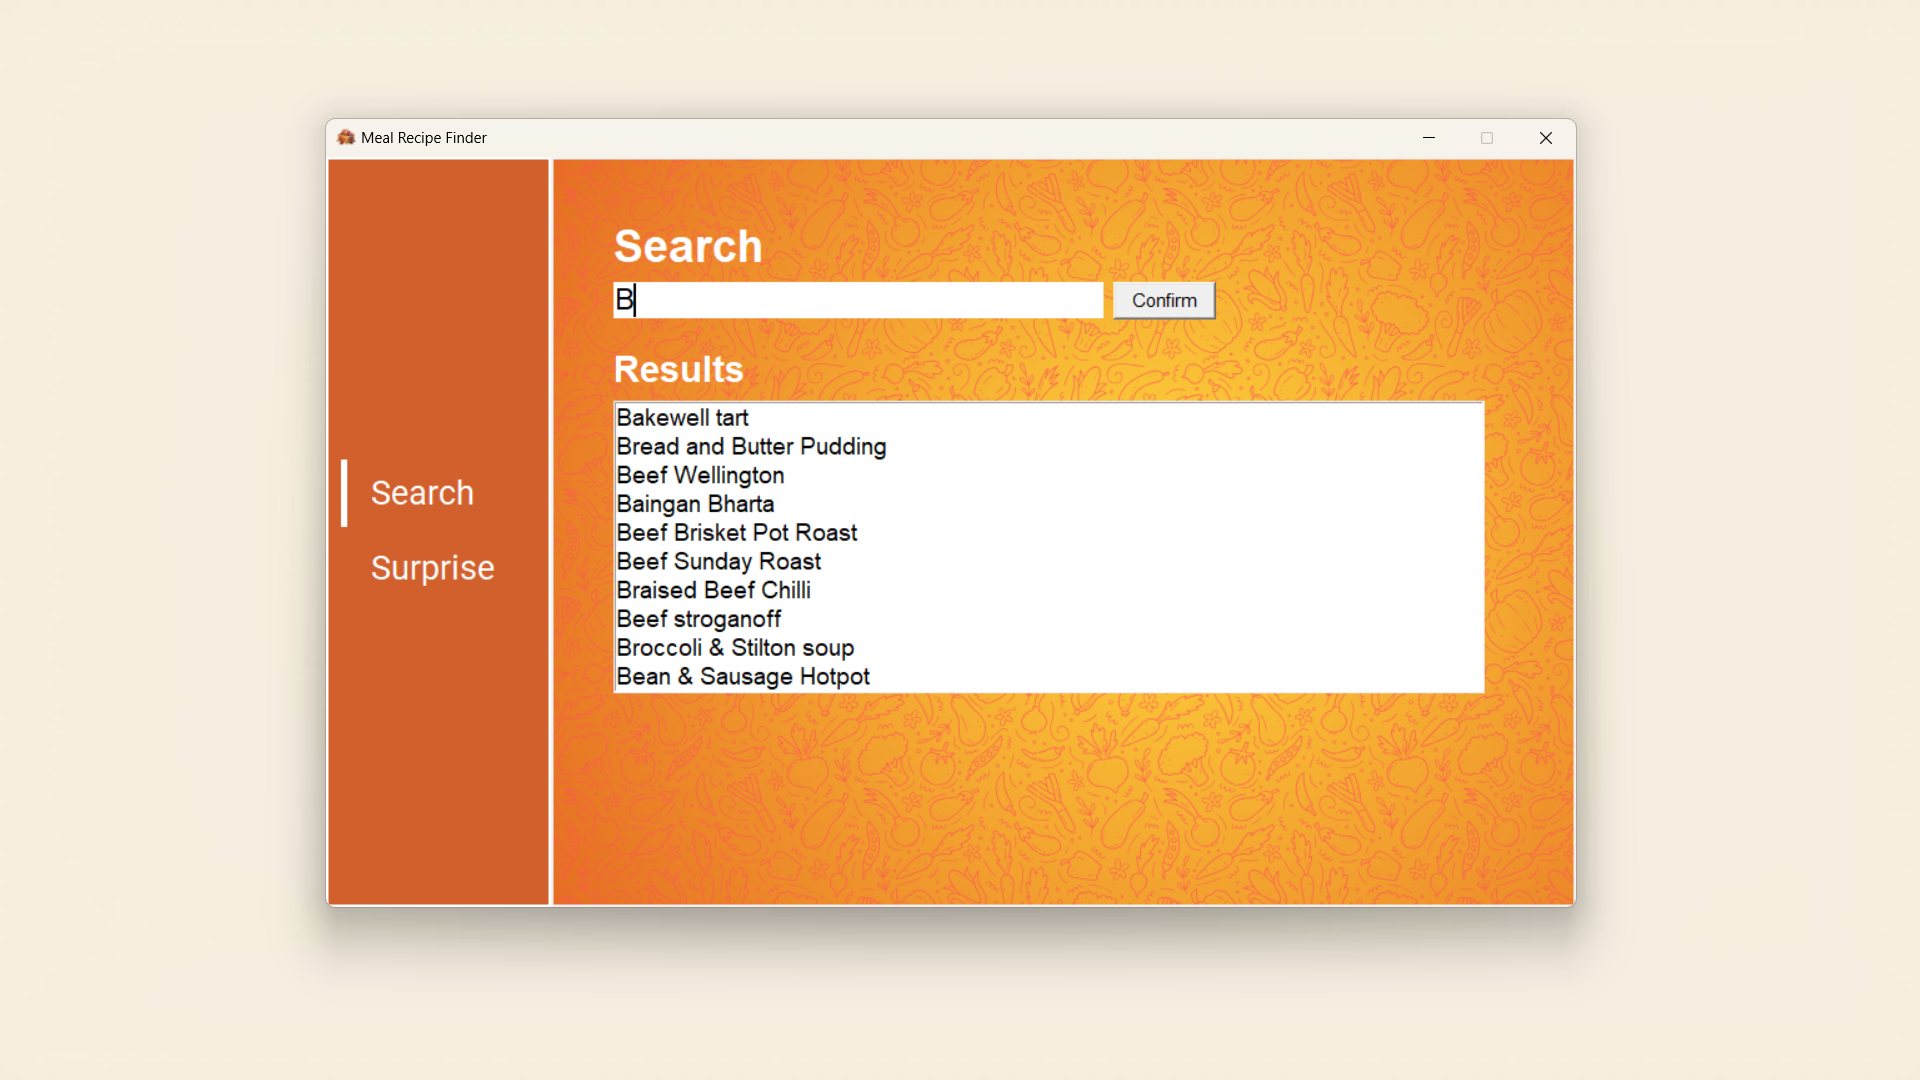 Meal Recipe Finder
Search
B
Confirm
Results
Bakewell tart
Bread and Butter Pudding
Beef Wellington
Baingan Bharta
Beef Brisket Pot Roast
Beef Sunday Roast
Braised Beef Chilli
Beef stroganoff
Broccoli & Stilton soup
Bean & Sausage Hotpot
Search
Surprise